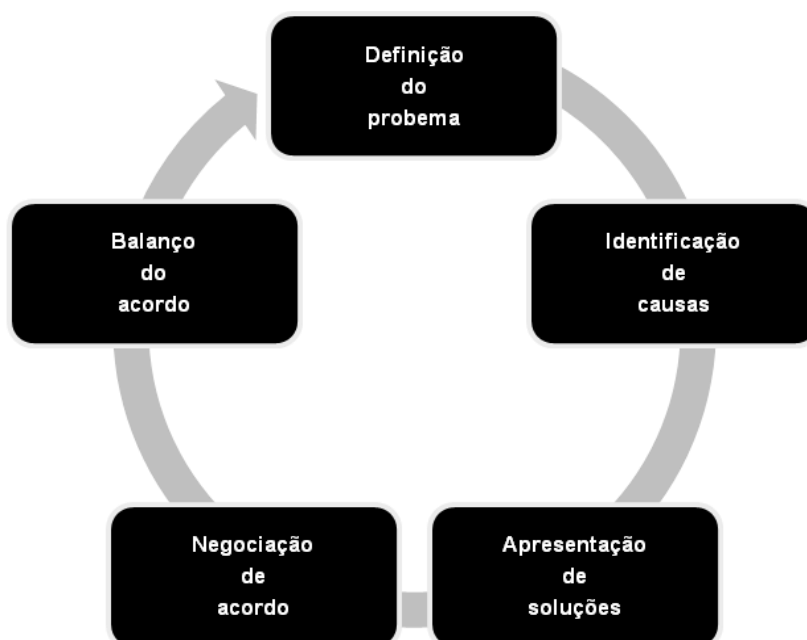 Definição
do
probema
Identificação
de
causas
Apresentação
de
soluções
Negociação
de
acordo
Balanço
do
acordo